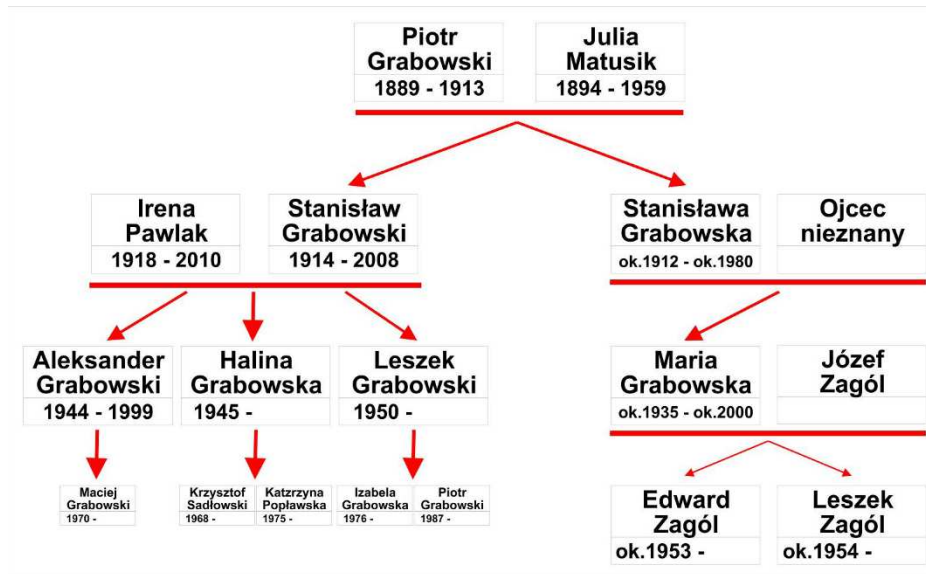 Piotr
Grabowski
1889 - 1913
Julia
Matusik
1894 - 1959
Irena
Pawlak
1918 - 2010
Stanisław
Grabowski
1914 - 2008
Stanisława
Grabowska
ok.1912 - ok.1980
Ojcec
nieznany
Aleksander
Grabowski
1944 - 1999
Halina
Grabowska
1945 -
Leszek
Grabowski
1950 -
Maria
Grabowska
ok.1935 - ok.2000
Józef
Zagól
Maciej
Grabowski
1970 -
Krzysztof
Sadłowski
1968 -
Katzrzyna
Popławska
1975 -
Izabela
Grabowska
1976 -
Piotr
Grabowski
1987 -
Edward
Zagól
ok.1953 -
Leszek
Zagól
ok.1954 -